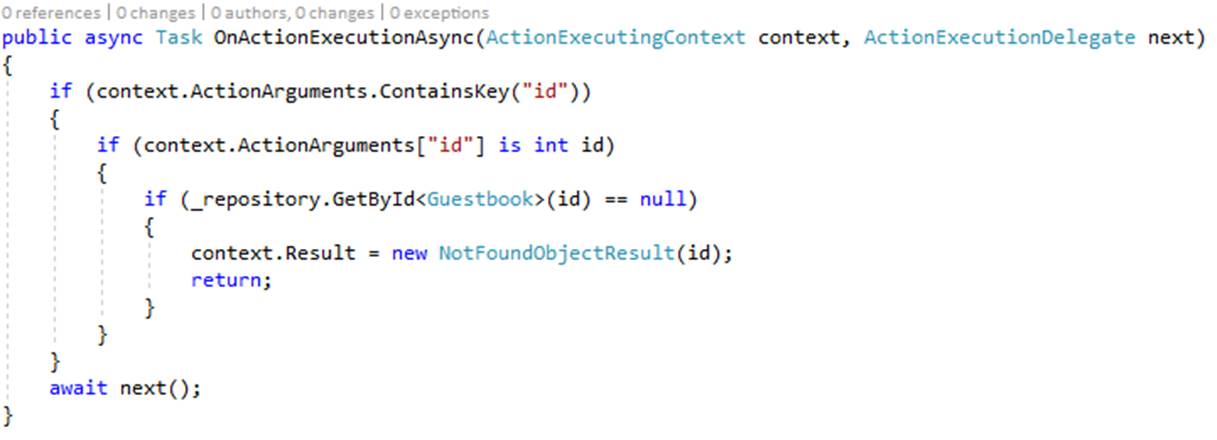 0 references | 0 changes | 0 authors, 0 changes | 0 exceptions
public async Task OnActionExecutionAsync(ActionExecutingContext context, ActionExecutionDelegate next)
{
    if (context.ActionArguments.ContainsKey("id"))
    {
        if (context.ActionArguments["id"] is int id)
        {
            if (_repository.GetById<Guestbook>(id) == null)
            {
                context.Result = new NotFoundObjectResult(id);
                return;
            }
        }
    }
    await next();
}